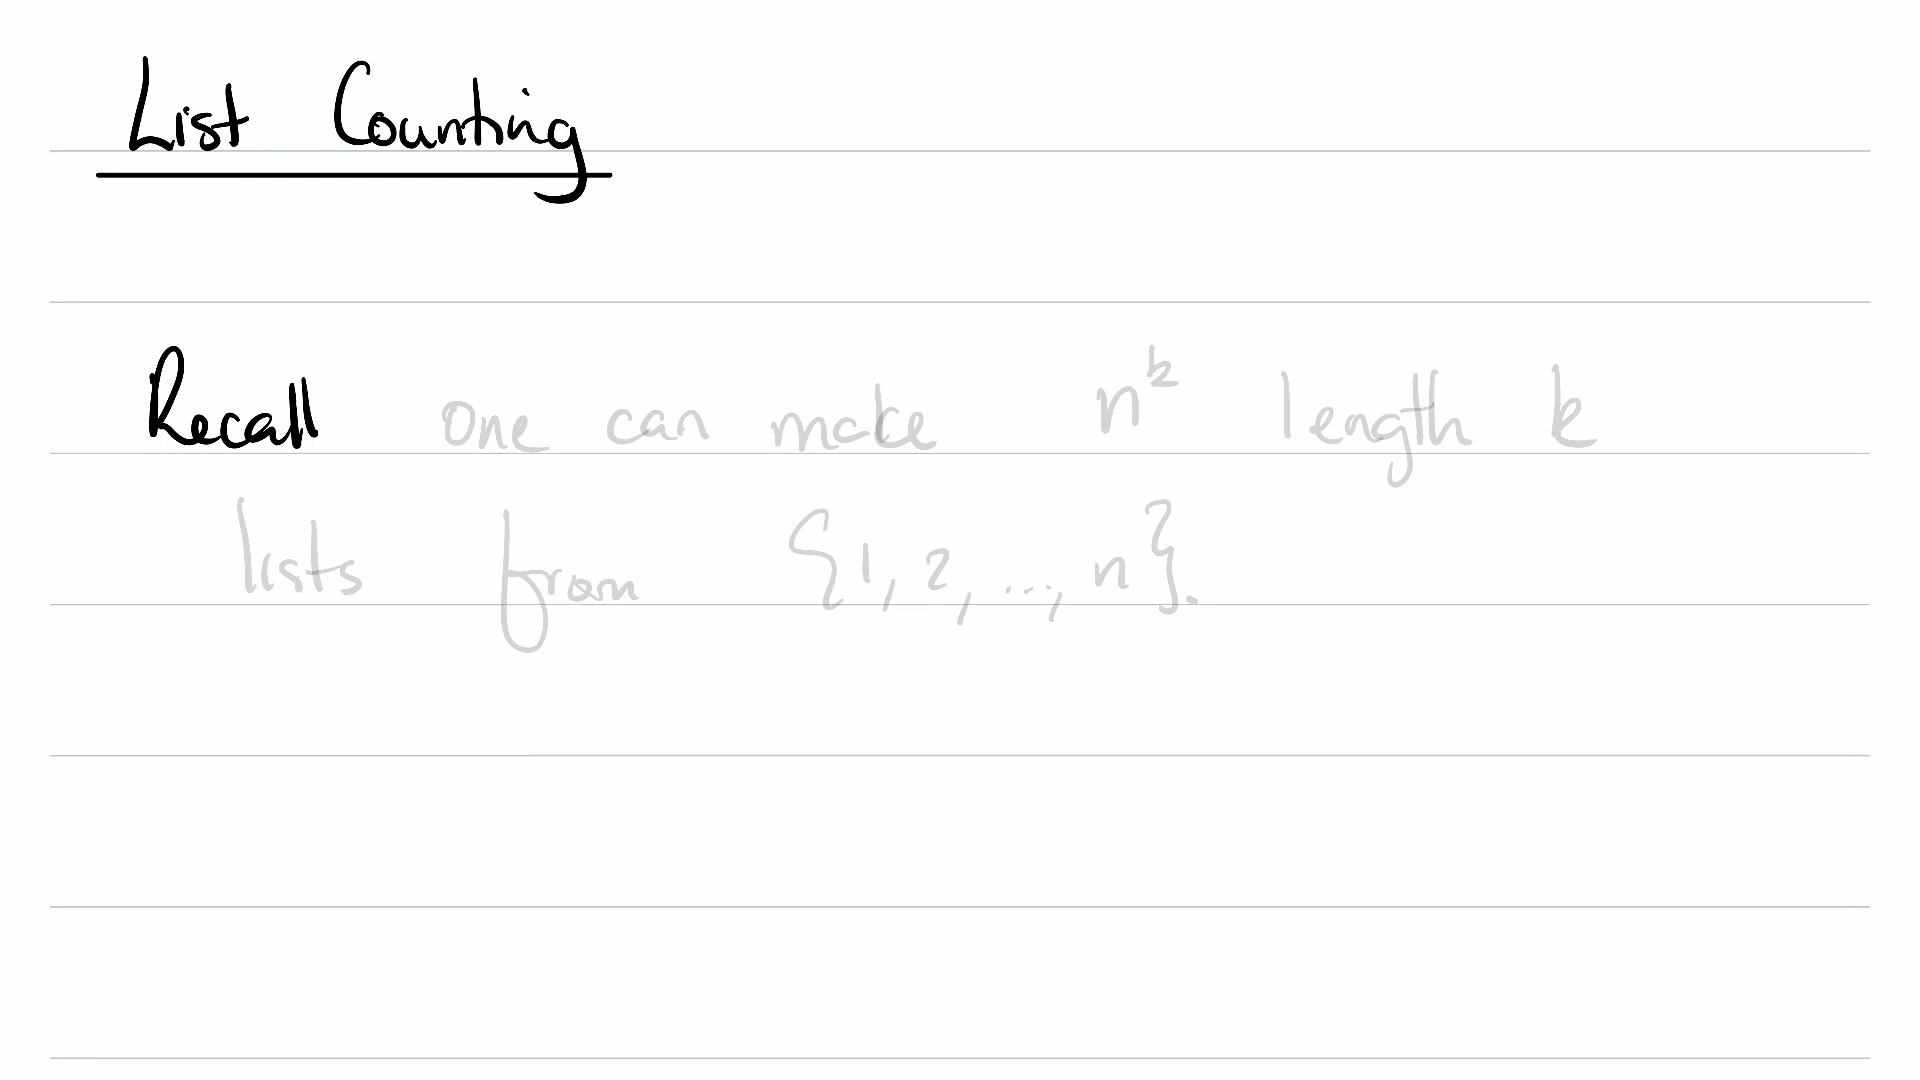 List Counting
Recall one can make n^k length k
lists from {1, 2, ..., n}.